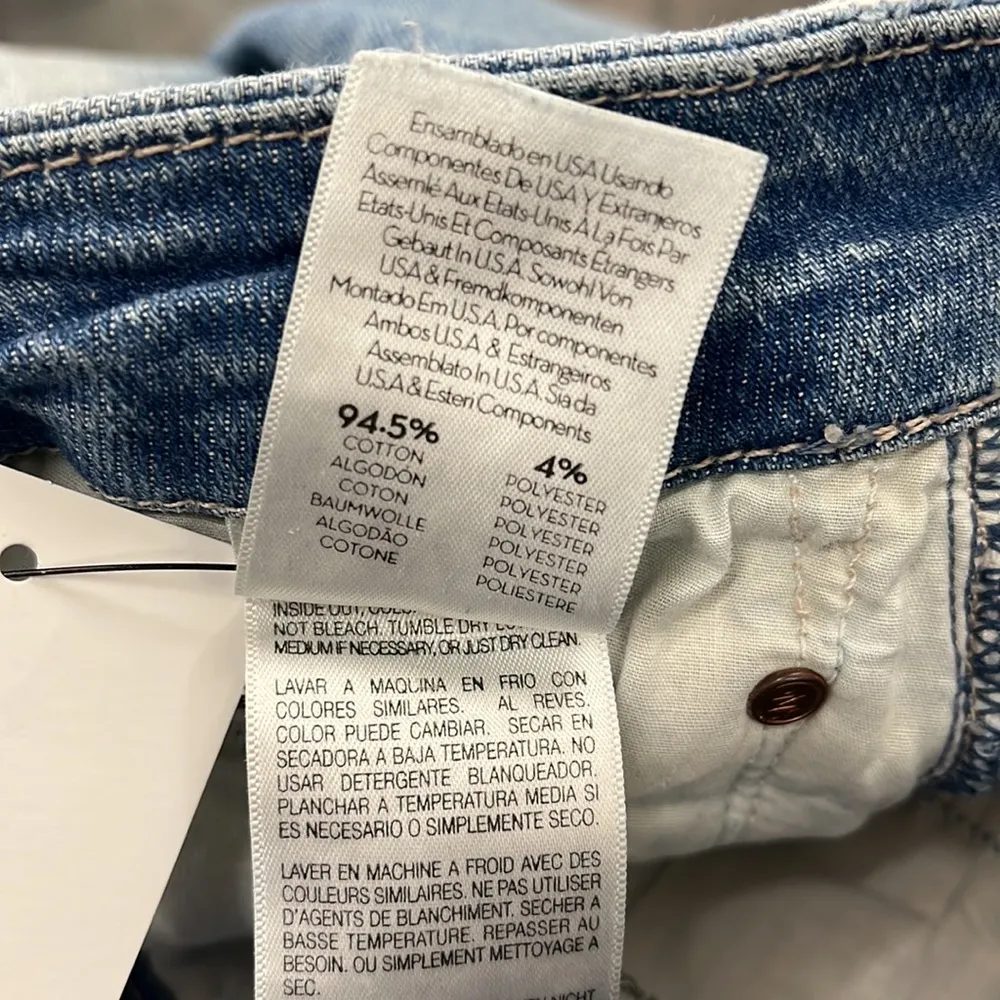 Ensamblado en USA Usando
Componentes De USA Y Extranjeros
Assemlé Aux Etats-Unis À La Fois Par
Etats-Unis Et Composants Etrangers
Gebaut In U.S.A. Sowohl Von
USA & Fremdkomponenten
Montado Em U.S.A. Por componentes
Ambos U.S.A & Estrangeiros
Assemblato In U.S.A. Sia da
U.S.A & Esteri Components
94.5%
COTTON
ALGODÓN
COTON
BAUMWOLLE
ALGODÃO
COTONE
4%
POLYESTER
POLYESTER
POLYESTER
POLYESTER
POLYESTER
POLIESTERE
INSIDE OUT,
NOT BLEACH. TUMBLE DRY
MEDIUM IF NECESSARY, OR JUST DRY CLEAN.
LAVAR A MAQUINA EN FRIO CON
COLORES SIMILARES. AL REVES.
COLOR PUEDE CAMBIAR. SECAR EN
SECADORA A BAJA TEMPERATURA. NO
USAR DETERGENTE BLANQUEADOR.
PLANCHAR A TEMPERATURA MEDIA SI
ES NECESARIO O SIMPLEMENTE SECO.
LAVER EN MACHINE A FROID AVEC DES
COULEURS SIMILAIRES. NE PAS UTILISER
D'AGENTS DE BLANCHIMENT. SECHER A
BASSE TEMPERATURE. REPASSER AU
BESOIN. OU SIMPLEMENT METTOYAGE A
SEC.
NICHT